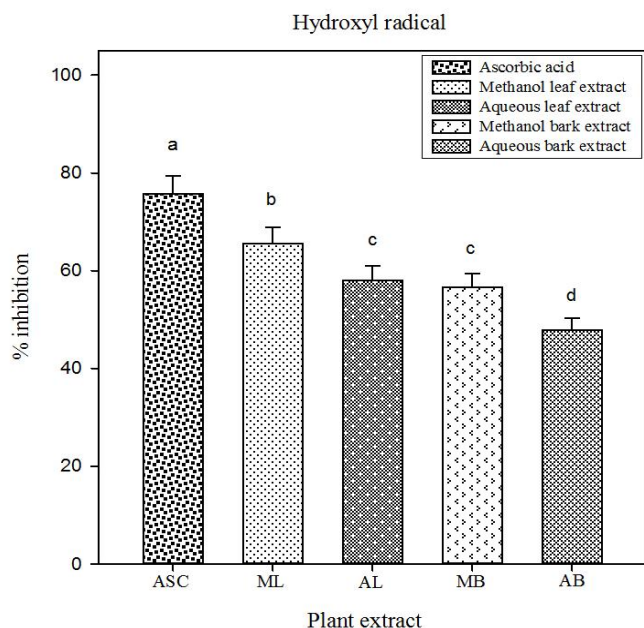 Hydroxyl radical
Ascorbic acid
Methanol leaf extract
Aqueous leaf extract
Methanol bark extract
Aqueous bark extract
100
80
60
40
20
0
% inhibition
a
b
c
c
d
ASC ML AL MB AB
Plant extract